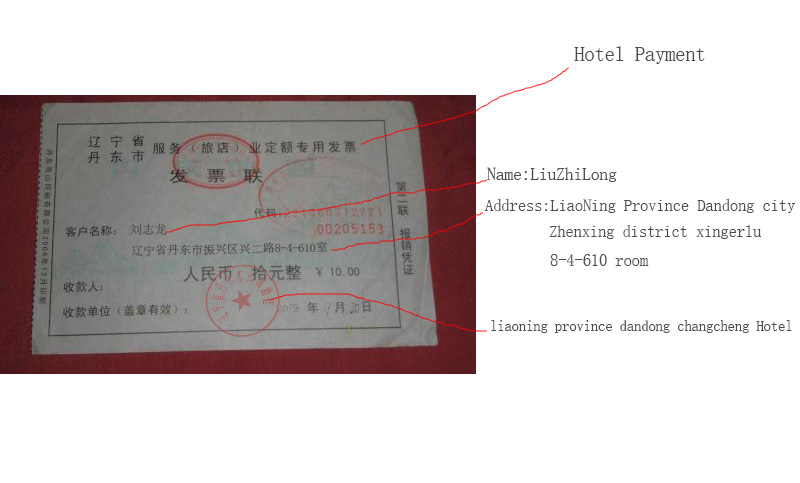 Hotel Payment
辽宁省
丹东市
服务（旅店）业定额专用发票
发票联
代码:221060312221
00205153
客户名称： 刘志龙
辽宁省丹东市振兴区兴二路8-4-610室
人民币 拾元整 ￥10.00
收款人：
收款单位（盖章有效）：
2013 年 月 20 日
第二联 报销凭证
Name:LiuZhiLong
Address:LiaoNing Province Dandong city
Zhenxing district xingerlu
8-4-610 room
liaoning province dandong changcheng Hotel